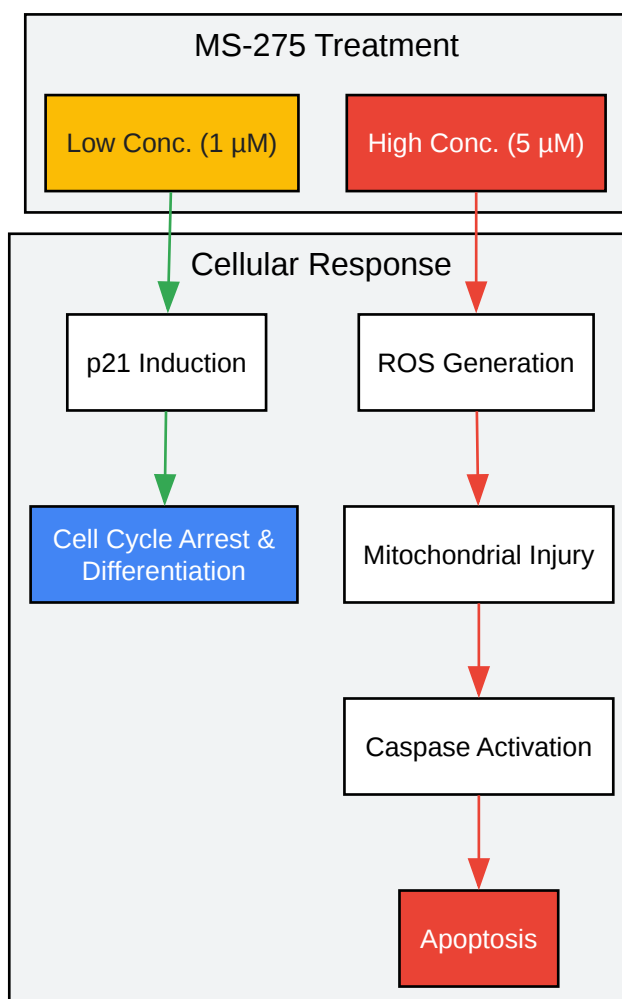 MS-275 Treatment
Low Conc. (1 µM)
High Conc. (5 µM)
Cellular Response
p21 Induction
ROS Generation
Cell Cycle Arrest &
Differentiation
Mitochondrial Injury
Caspase Activation
Apoptosis